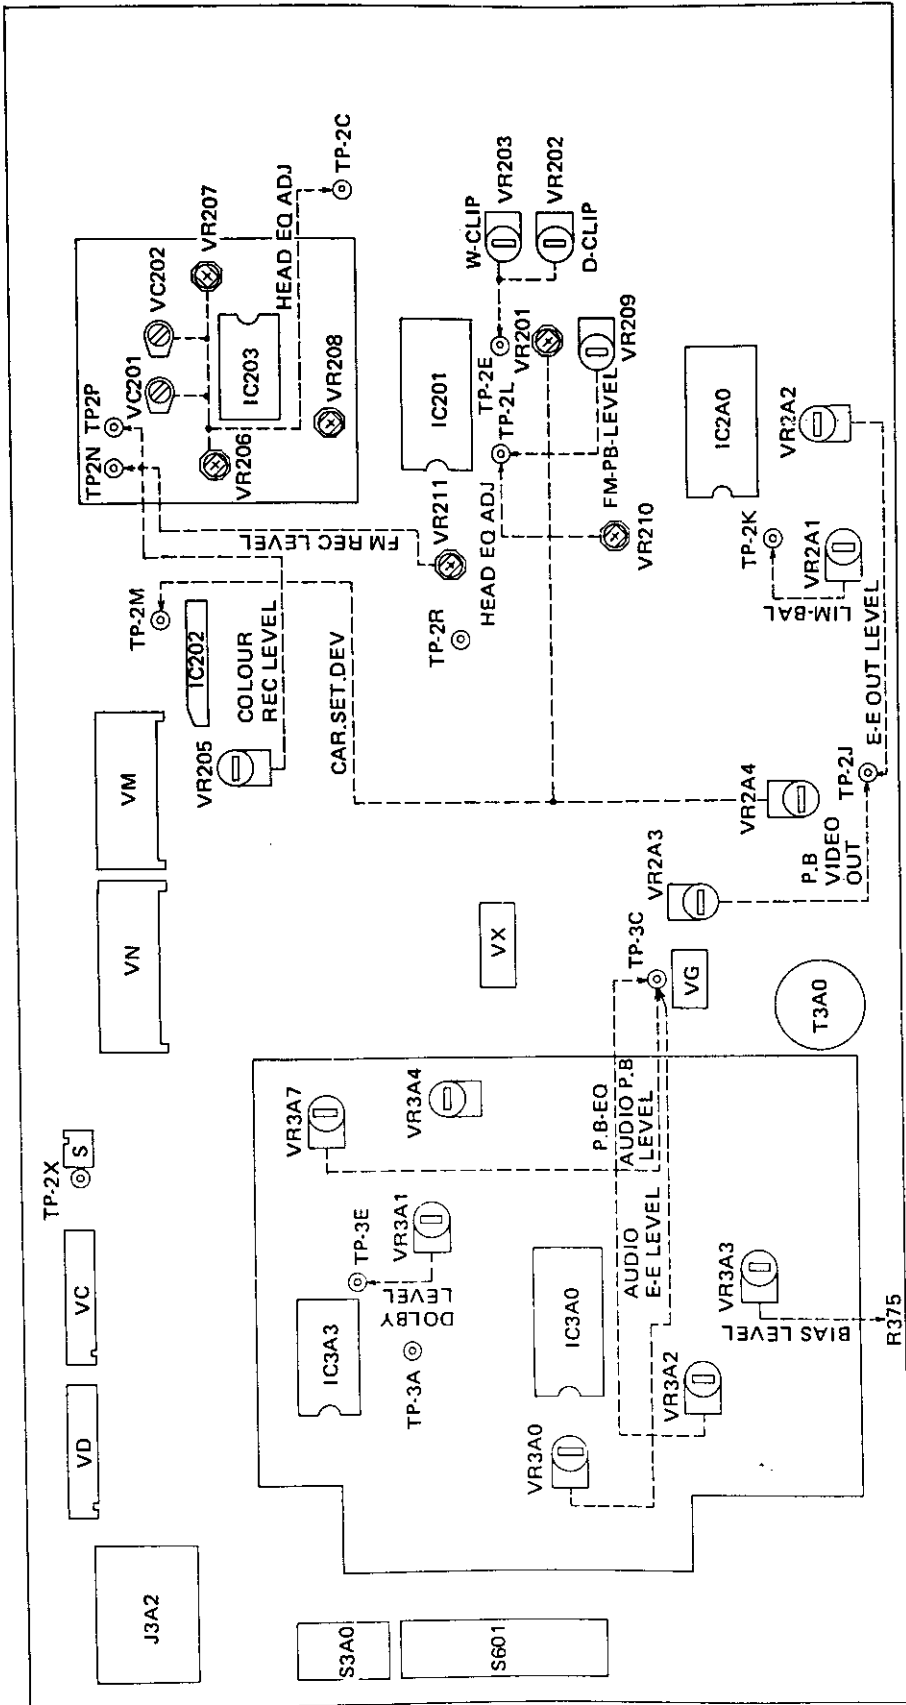 J3A2
VD
VC
TP-2X
S
VN
VM
TP-2M
IC202
TP2N
TP2P
VC201
VC202
VR207
IC203
VR206
VR208
HEAD EQ ADJ
TP-2C
VR205
COLOUR
REC LEVEL
CAR.SET.DEV
FM REC LEVEL
VR211
TP-2R
IC201
HEAD EQ ADJ
TP-2E
TP-2L
VR201
W-CLIP
VR203
VR202
D-CLIP
VR209
FM-PB-LEVEL
VR210
S3A0
S601
IC3A3
TP-3E
TP-3A
DOLBY
LEVEL
VR3A1
VR3A7
VR3A4
VX
IC3A0
VR3A0
VR3A2
AUDIO
E-E LEVEL
P.B-EQ
AUDIO P.B
LEVEL
TP-3C
VG
VR3A3
BIAS LEVEL
R375
T3A0
VR2A3
VR2A4
P.B
VIDEO
OUT
TP-2J
E-E OUT LEVEL
LIM-BAL
VR2A1
TP-2K
IC2A0
VR2A2